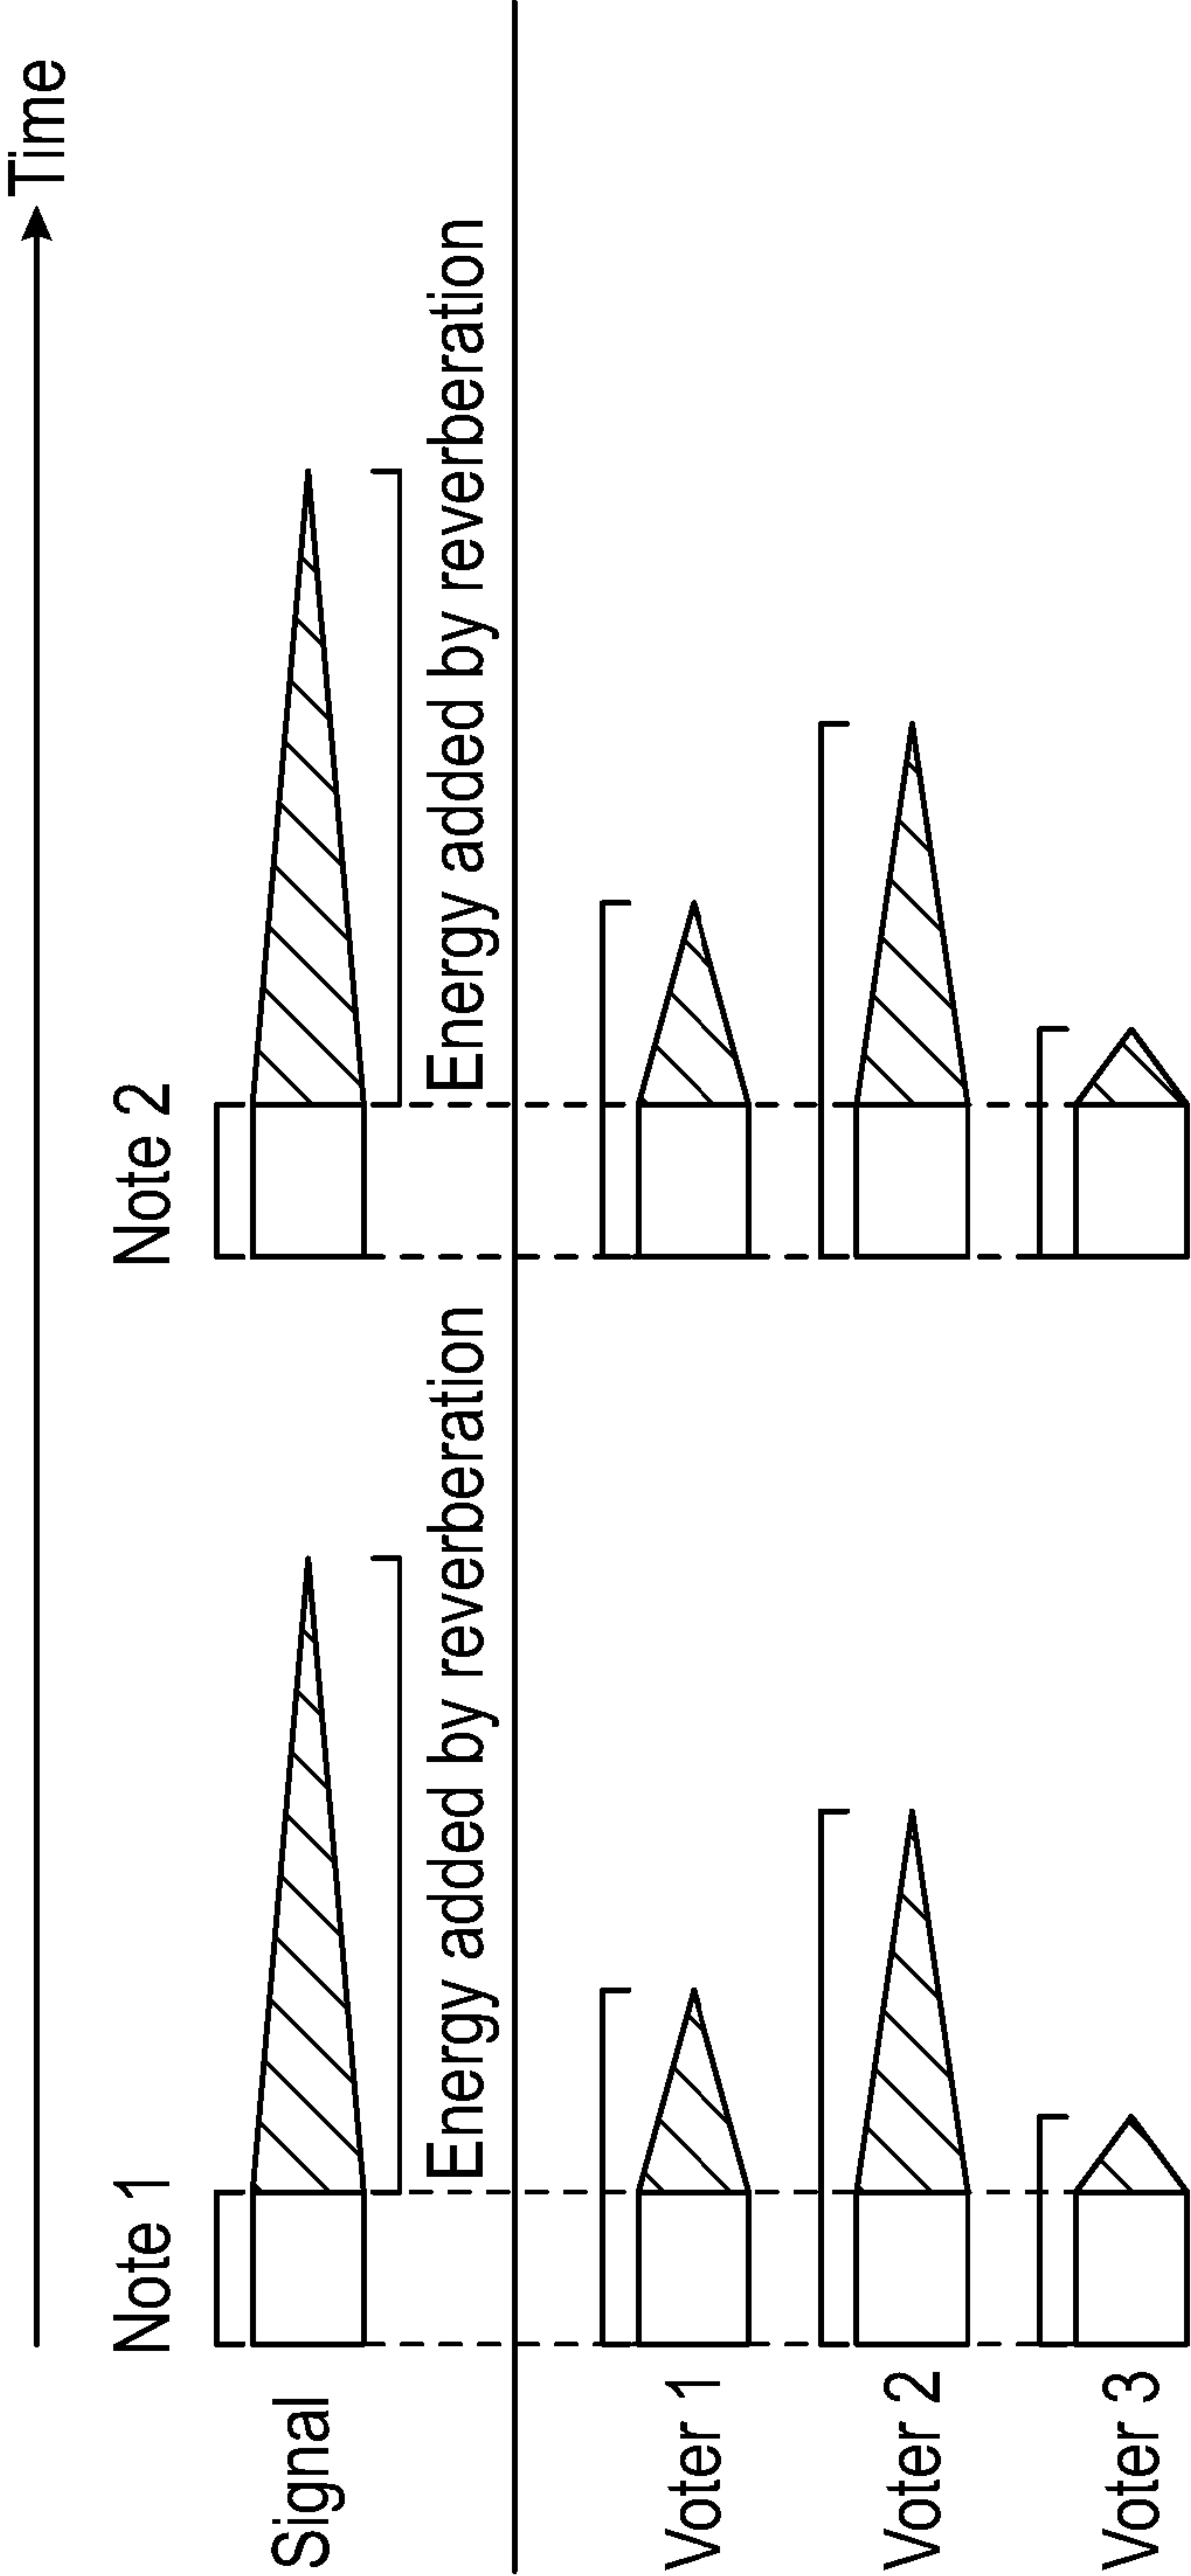 Time
Note 1
Note 2
Signal
Energy added by reverberation
Energy added by reverberation
Voter 1
Voter 2
Voter 3